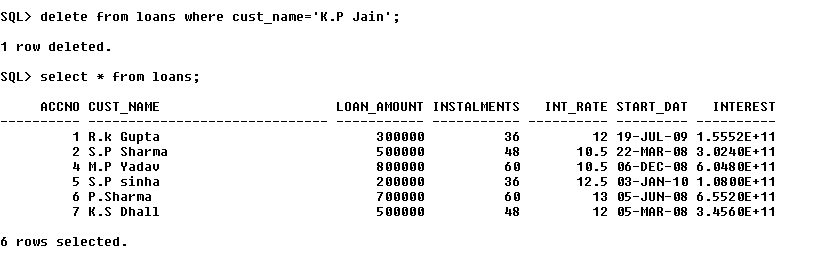 SQL> delete from loans where cust_name='K.P Jain';
1 row deleted.
SQL> select * from loans;
ACCNO CUST_NAME LOAN_AMOUNT INSTALMENTS INT_RATE START_DAT INTEREST
---------- ------------------------------ ----------- ----------- ---------- --------- ----------
1 R.k Gupta 300000 36 12 19-JUL-09 1.5552E+11
2 S.P Sharma 500000 48 10.5 22-MAR-08 3.0240E+11
4 M.P Yadav 800000 60 10.5 06-DEC-08 6.0480E+11
5 S.P sinha 200000 36 12.5 03-JAN-10 1.0800E+11
6 P.Sharma 700000 60 13 05-JUN-08 6.5520E+11
7 K.S Dhall 500000 48 12 05-MAR-08 3.4560E+11
6 rows selected.